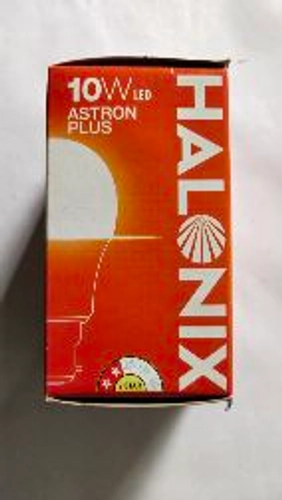 10W LED
ASTRON
PLUS
HALONIX